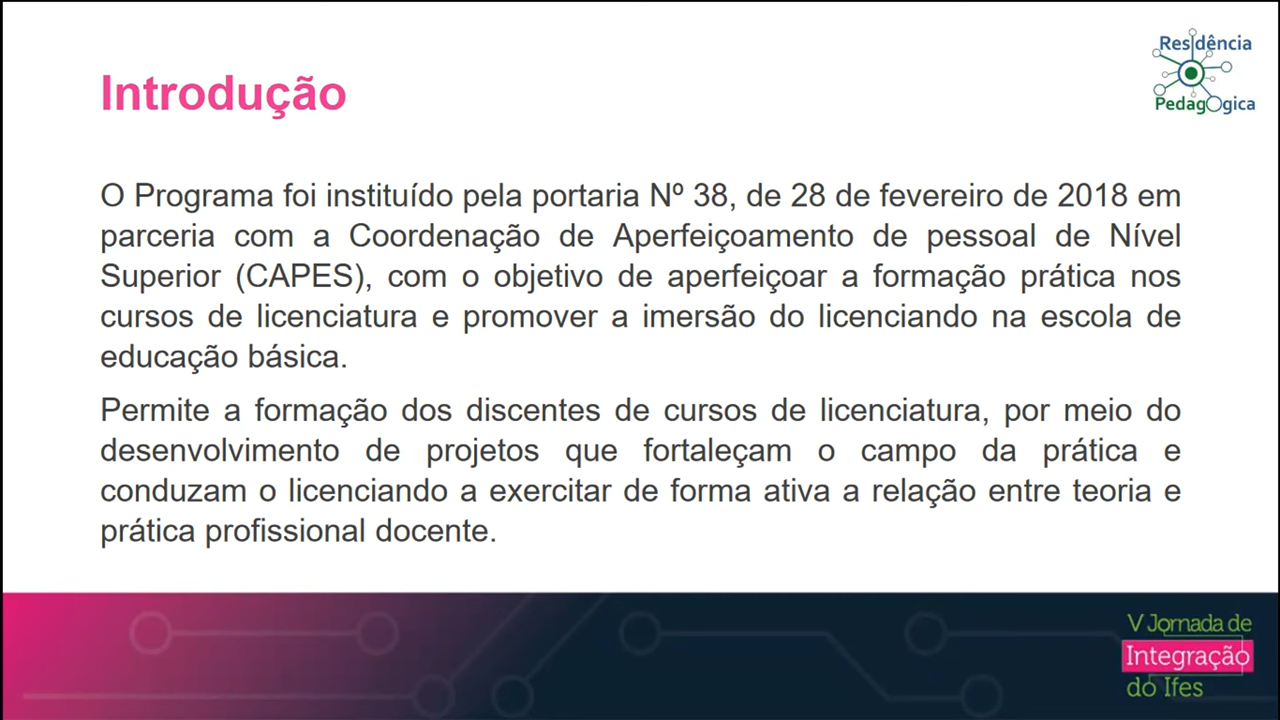 Residência
Pedagógica
Introdução
O Programa foi instituído pela portaria Nº 38, de 28 de fevereiro de 2018 em
parceria com a Coordenação de Aperfeiçoamento de pessoal de Nível
Superior (CAPES), com o objetivo de aperfeiçoar a formação prática nos
cursos de licenciatura e promover a imersão do licenciando na escola de
educação básica.
Permite a formação dos discentes de cursos de licenciatura, por meio do
desenvolvimento de projetos que fortaleçam o campo da prática e
conduzam o licenciando a exercitar de forma ativa a relação entre teoria e
prática profissional docente.
V Jornada de
Integração
do Ifes